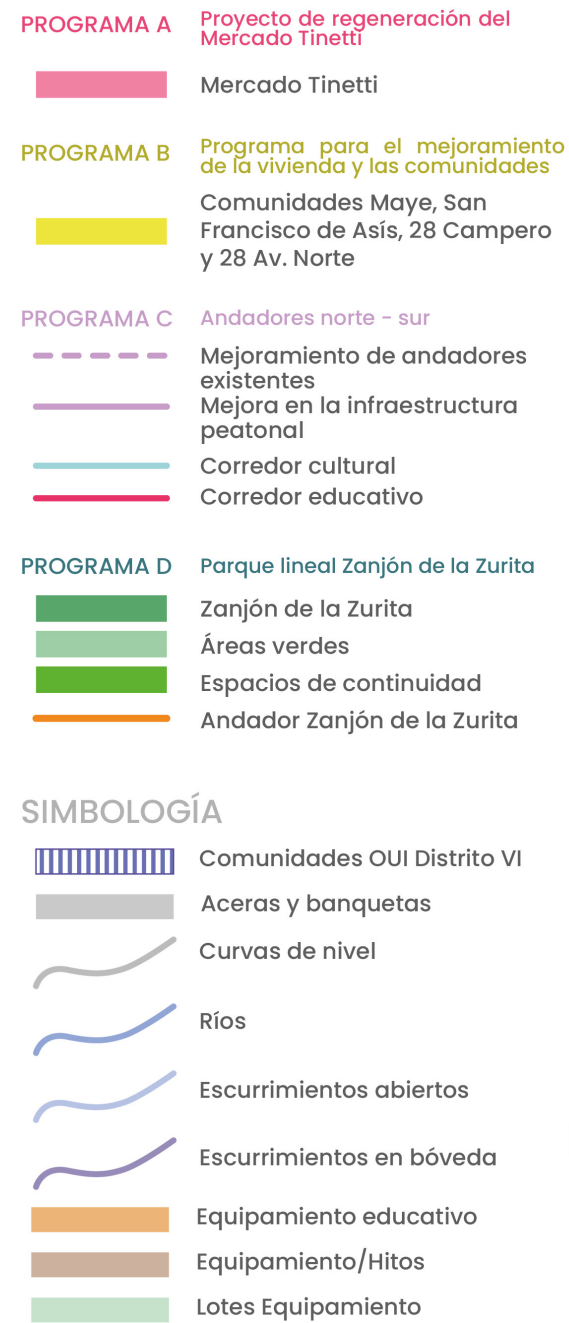 PROGRAMA A
Proyecto de regeneración del
Mercado Tinetti
Mercado Tinetti
PROGRAMA B
Programa para el mejoramiento
de la vivienda y las comunidades
Comunidades Maye, San
Francisco de Asís, 28 Campero
y 28 Av. Norte
PROGRAMA C
Andadores norte - sur
Mejoramiento de andadores
existentes
Mejora en la infraestructura
peatonal
Corredor cultural
Corredor educativo
PROGRAMA D
Parque lineal Zanjón de la Zurita
Zanjón de la Zurita
Áreas verdes
Espacios de continuidad
Andador Zanjón de la Zurita
SIMBOLOGÍA
Comunidades OUI Distrito VI
Aceras y banquetas
Curvas de nivel
Ríos
Escurrimientos abiertos
Escurrimientos en bóveda
Equipamiento educativo
Equipamiento/Hitos
Lotes Equipamiento